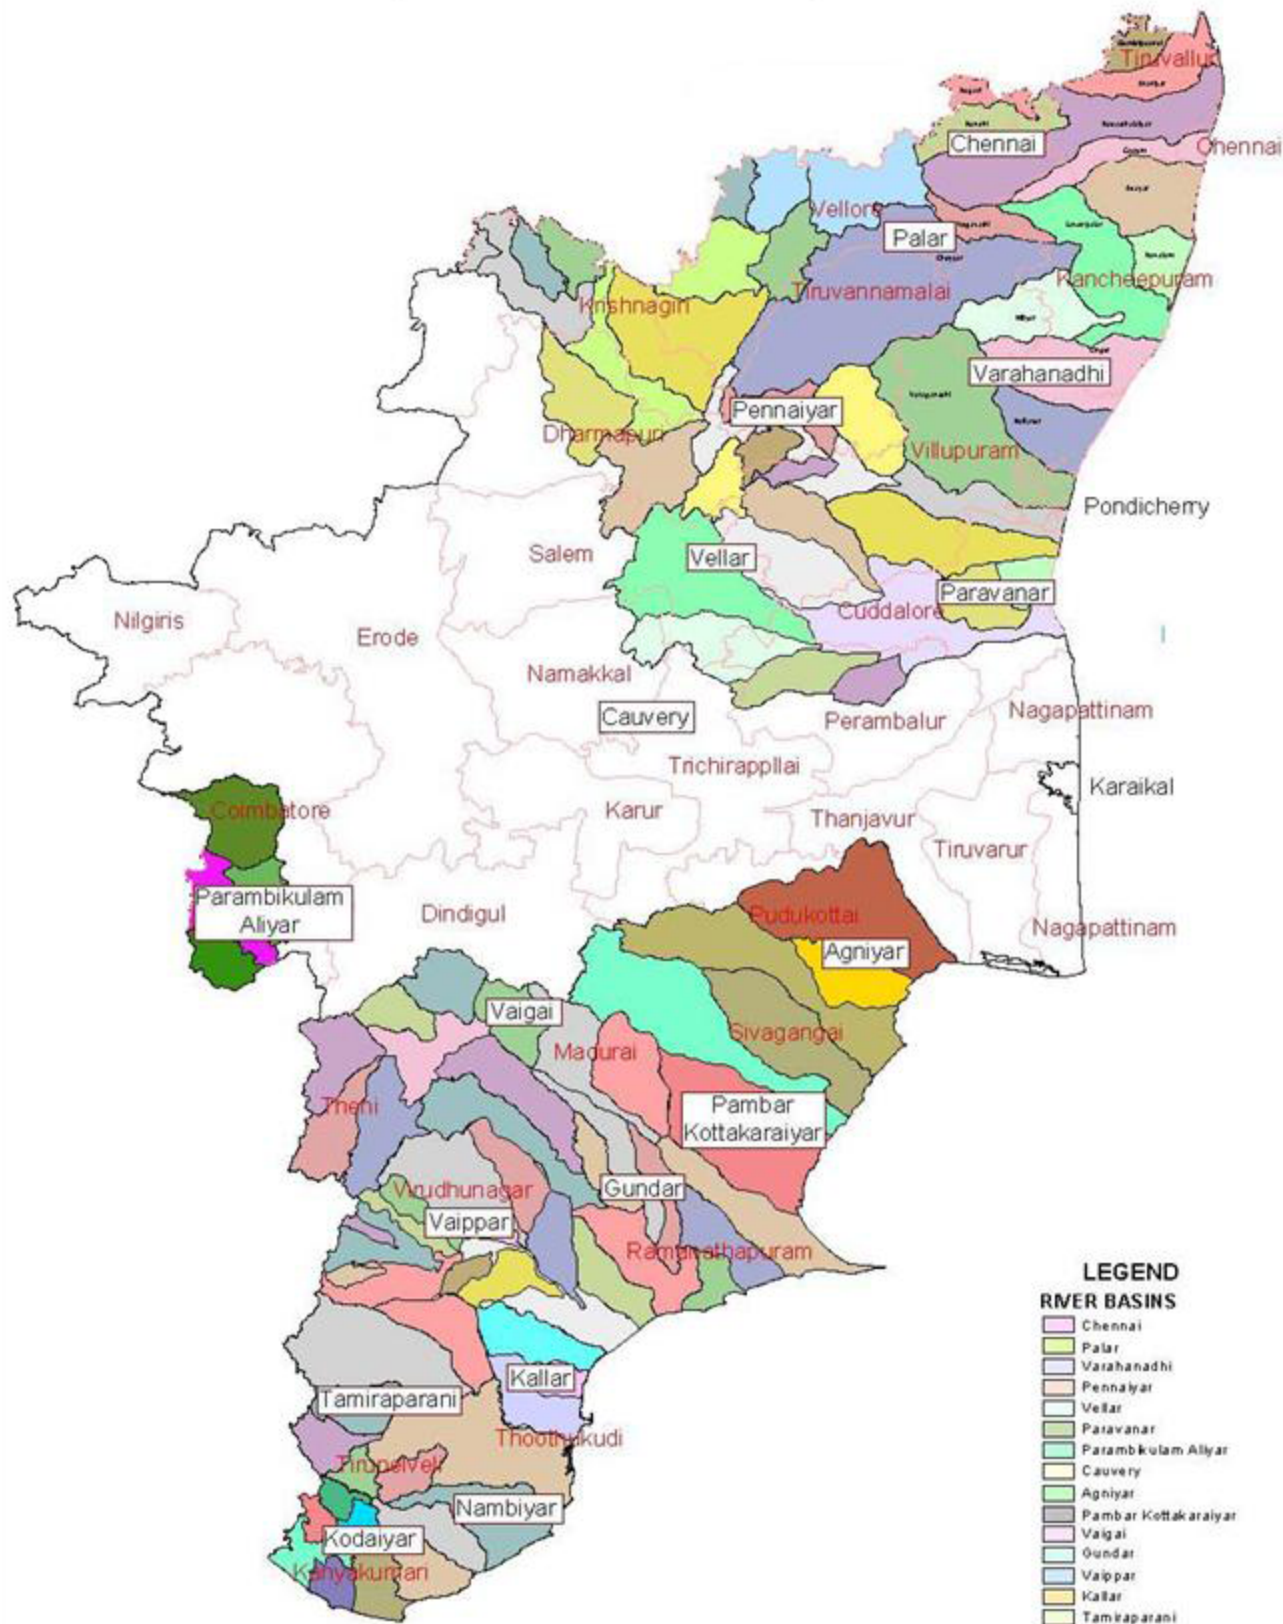 Tiruvallur
Chennai
Chennai
Vellore
Palar
Cheyyar
Kancheepuram
Krishnagiri
Tiruvannamalai
Varahanadhi
Pennaiyar
Dharmapuri
Villupuram
Pondicherry
Salem
Vellar
Paravanar
Cuddalore
Nilgiris
Erode
Namakkal
Cauvery
Perambalur
Nagapattinam
Trichirappllai
Karaikal
Coimbatore
Karur
Thanjavur
Tiruvarur
Parambikulam
Aliyar
Dindigul
Pudukottai
Agniyar
Nagapattinam
Vaigai
Madurai
Sivagangai
Theni
Pambar
Kottakaraiyar
Virudhunagar
Gundar
Vaippar
Ramanathapuram
Kallar
Tamiraparani
Thoothukudi
Tirunelveli
Nambiyar
Kodaiyar
Kanyakumari
LEGEND
RIVER BASINS
Chennai
Palar
Varahanadhi
Pennaiyar
Vellar
Paravanar
Parambikulam Aliyar
Cauvery
Agniyar
Pambar Kottakaraiyar
Vaigai
Gundar
Vaippar
Kallar
Tamiraparani